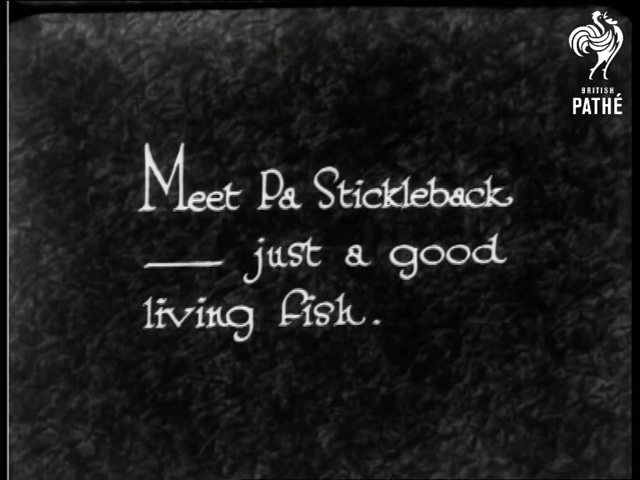 BRITISH
PATHÉ
Meet Pa Stickleback
— just a good
living fish.